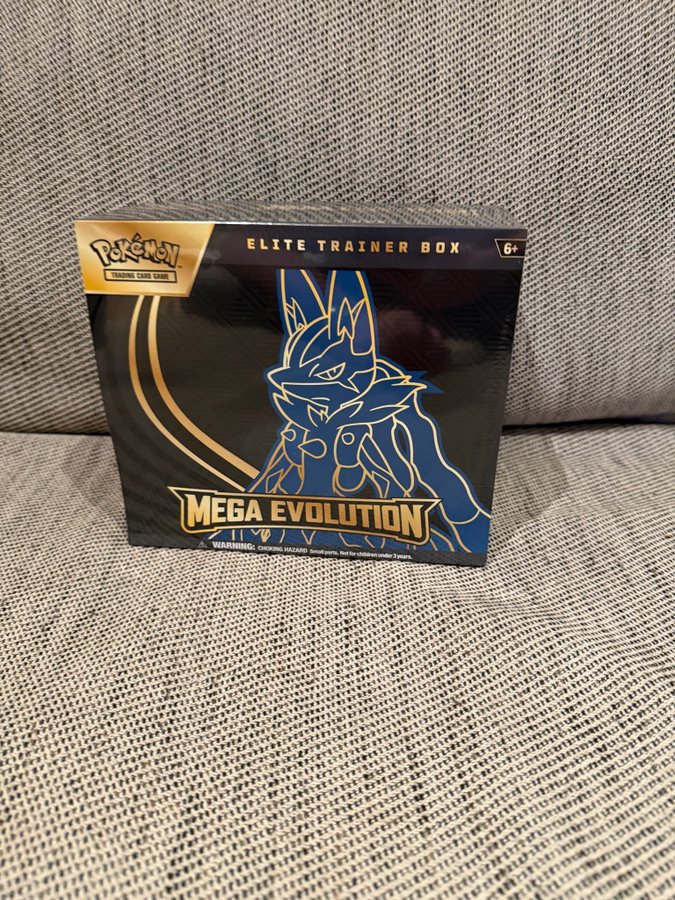 POKéMON
TRADING CARD GAME
ELITE TRAINER BOX
6+
MEGA EVOLUTION
WARNING: CHOKING HAZARD Small parts. Not for children under 3 years.